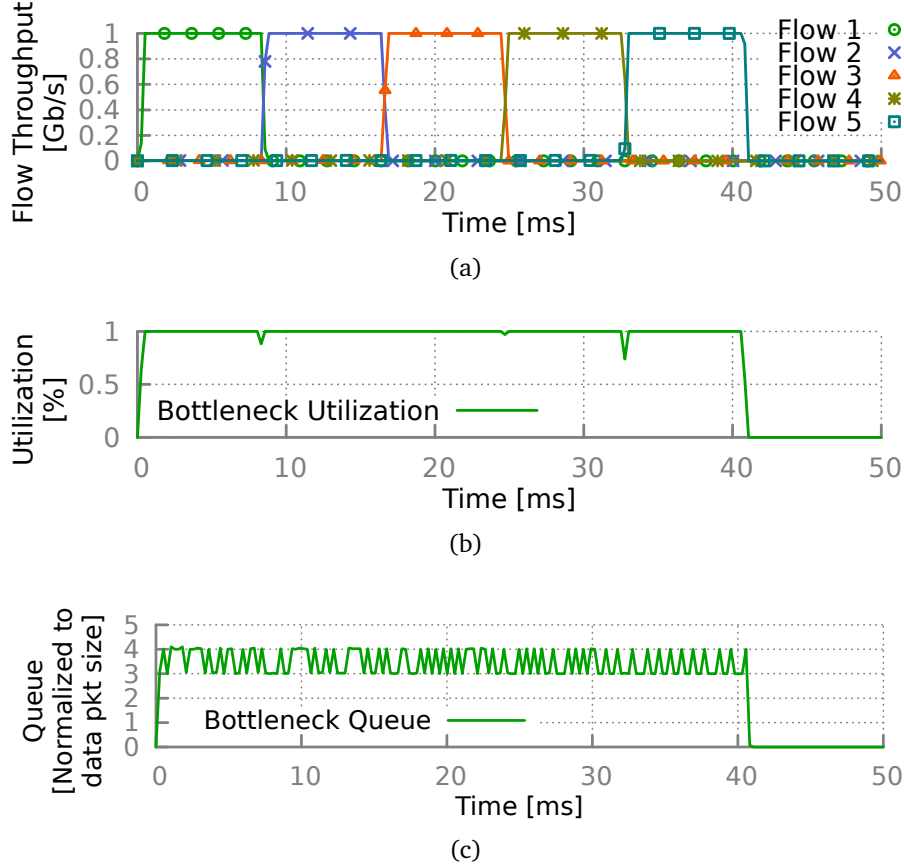 (a)
Flow Throughput
[Gb/s]
1
0.8
0.6
0.4
0.2
0
Flow 1
Flow 2
Flow 3
Flow 4
Flow 5
0 10 20 30 40 50
Time [ms]
(a)
Utilization
[%]
1
0.5
0
Bottleneck Utilization
0 10 20 30 40 50
Time [ms]
(b)
Queue
[Normalized to
data pkt size]
5
4
3
2
1
0
Bottleneck Queue
0 10 20 30 40 50
Time [ms]
(c)